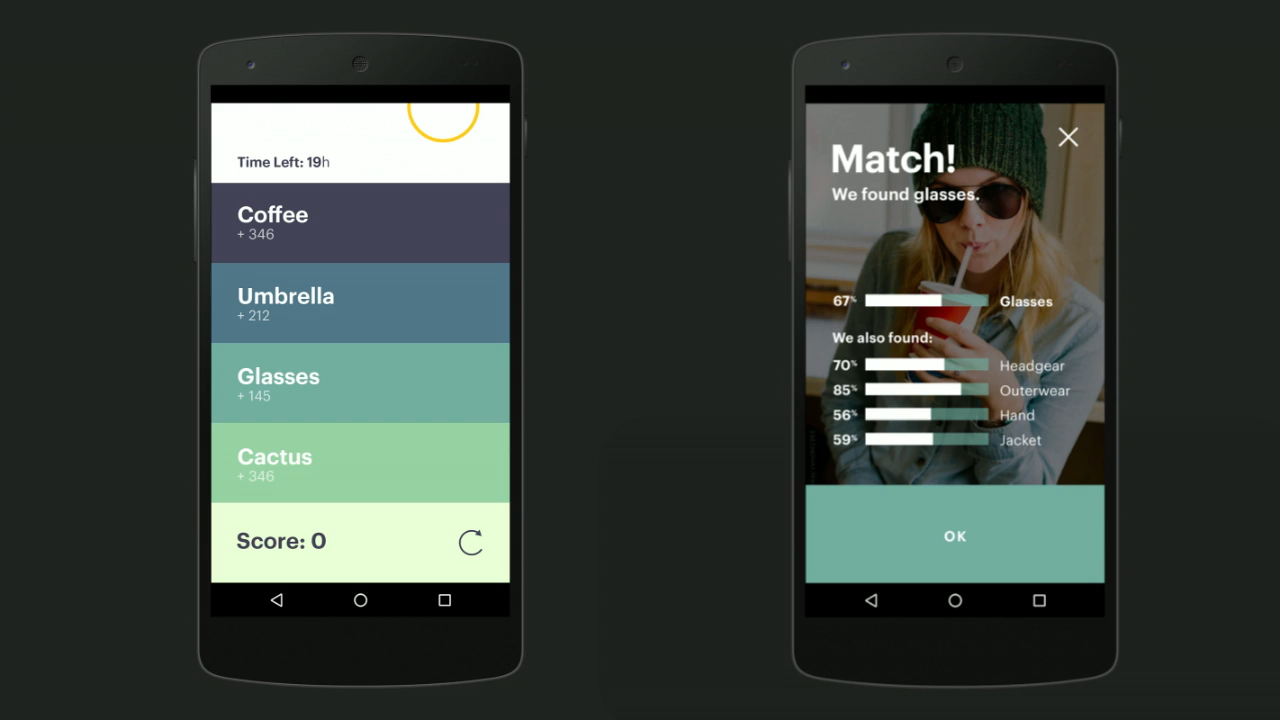 Time Left: 19h
Coffee
+ 346
Umbrella
+ 212
Glasses
+ 145
Cactus
+ 346
Score: 0
Match!
We found glasses.
67% Glasses
We also found:
70% Headgear
85% Outerwear
56% Hand
59% Jacket
OK